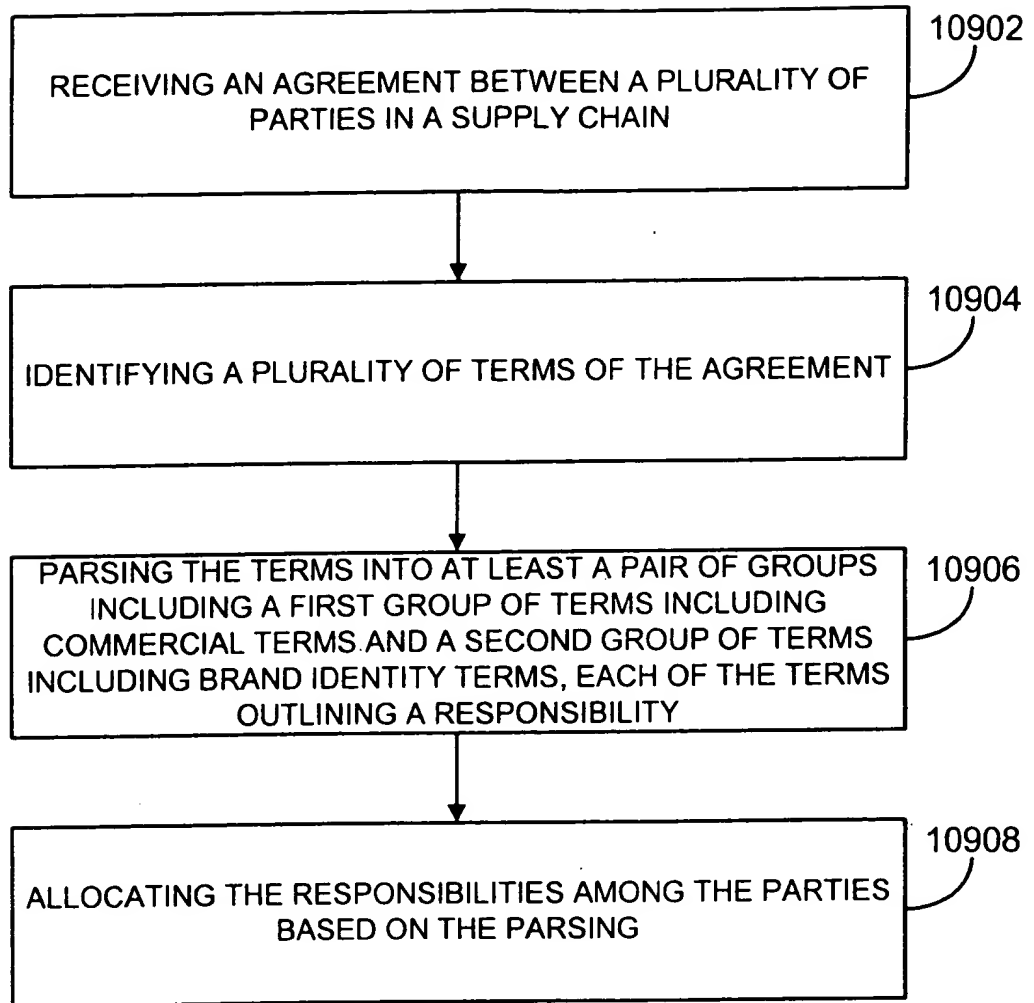 10902
RECEIVING AN AGREEMENT BETWEEN A PLURALITY OF
PARTIES IN A SUPPLY CHAIN
10904
IDENTIFYING A PLURALITY OF TERMS OF THE AGREEMENT
10906
PARSING THE TERMS INTO AT LEAST A PAIR OF GROUPS
INCLUDING A FIRST GROUP OF TERMS INCLUDING
COMMERCIAL TERMS AND A SECOND GROUP OF TERMS
INCLUDING BRAND IDENTITY TERMS, EACH OF THE TERMS
OUTLINING A RESPONSIBILITY
10908
ALLOCATING THE RESPONSIBILITIES AMONG THE PARTIES
BASED ON THE PARSING